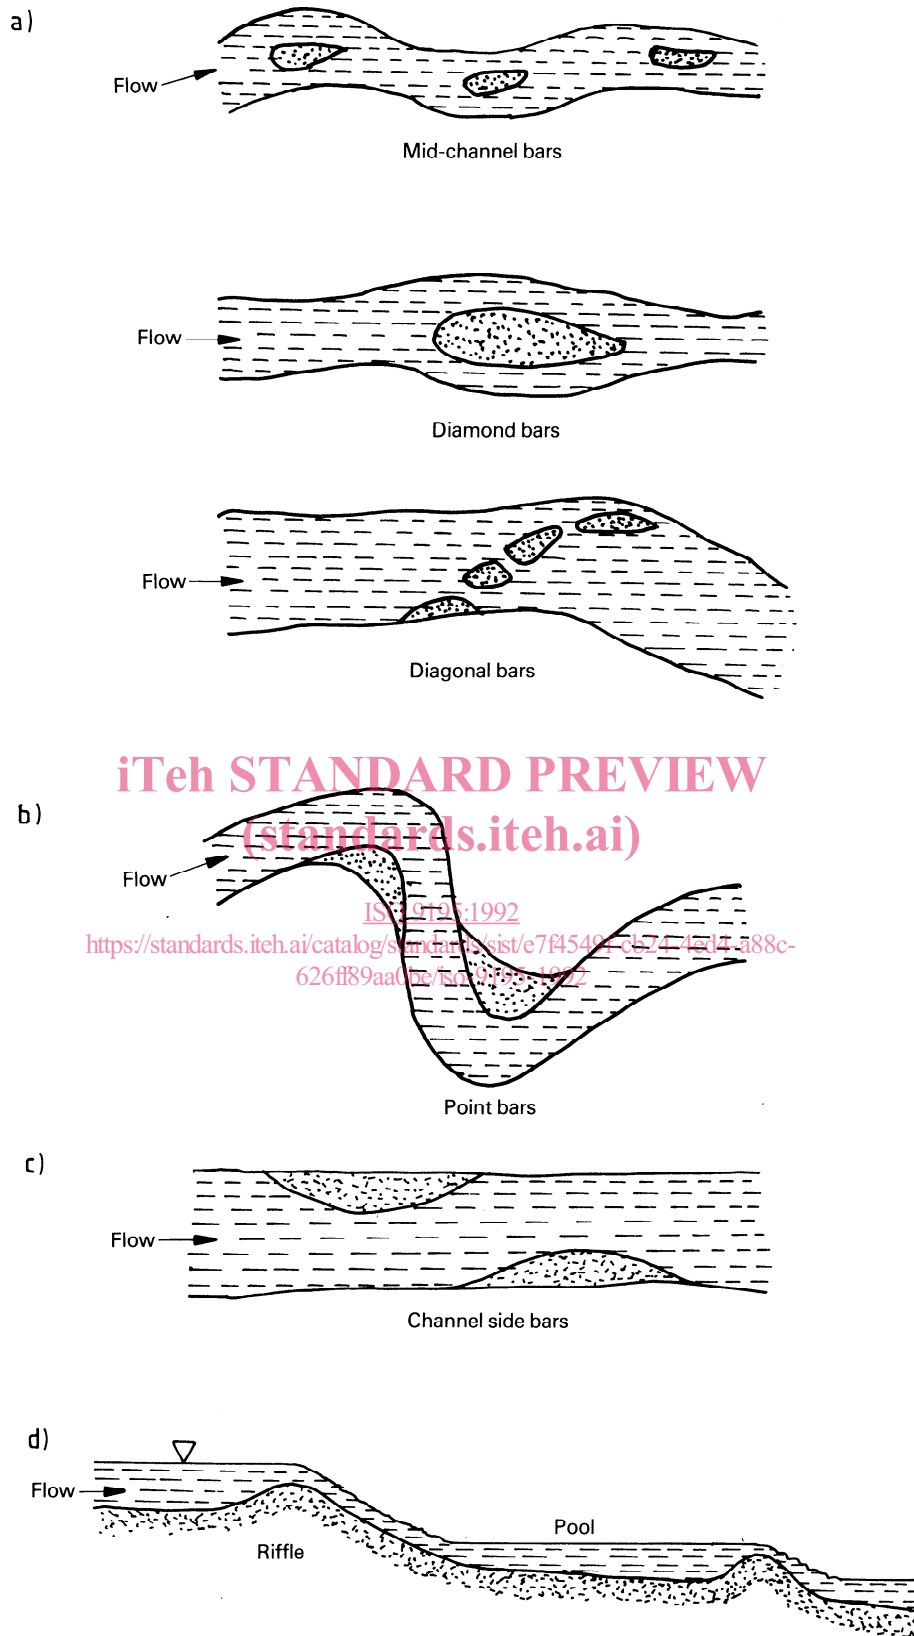 a)
Flow
Mid-channel bars
Flow
Diamond bars
Flow
Diagonal bars
iTeh STANDARD PREVIEW
b)
(standards.iteh.ai)
Flow
ISO 9195:1992
https://standards.iteh.ai/catalog/standards/sist/e7f45491-cb24-4ed4-a88c-
626ff89aa0be/iso-9195-1992
Point bars
c)
Flow
Channel side bars
d)
Flow
Pool
Riffle